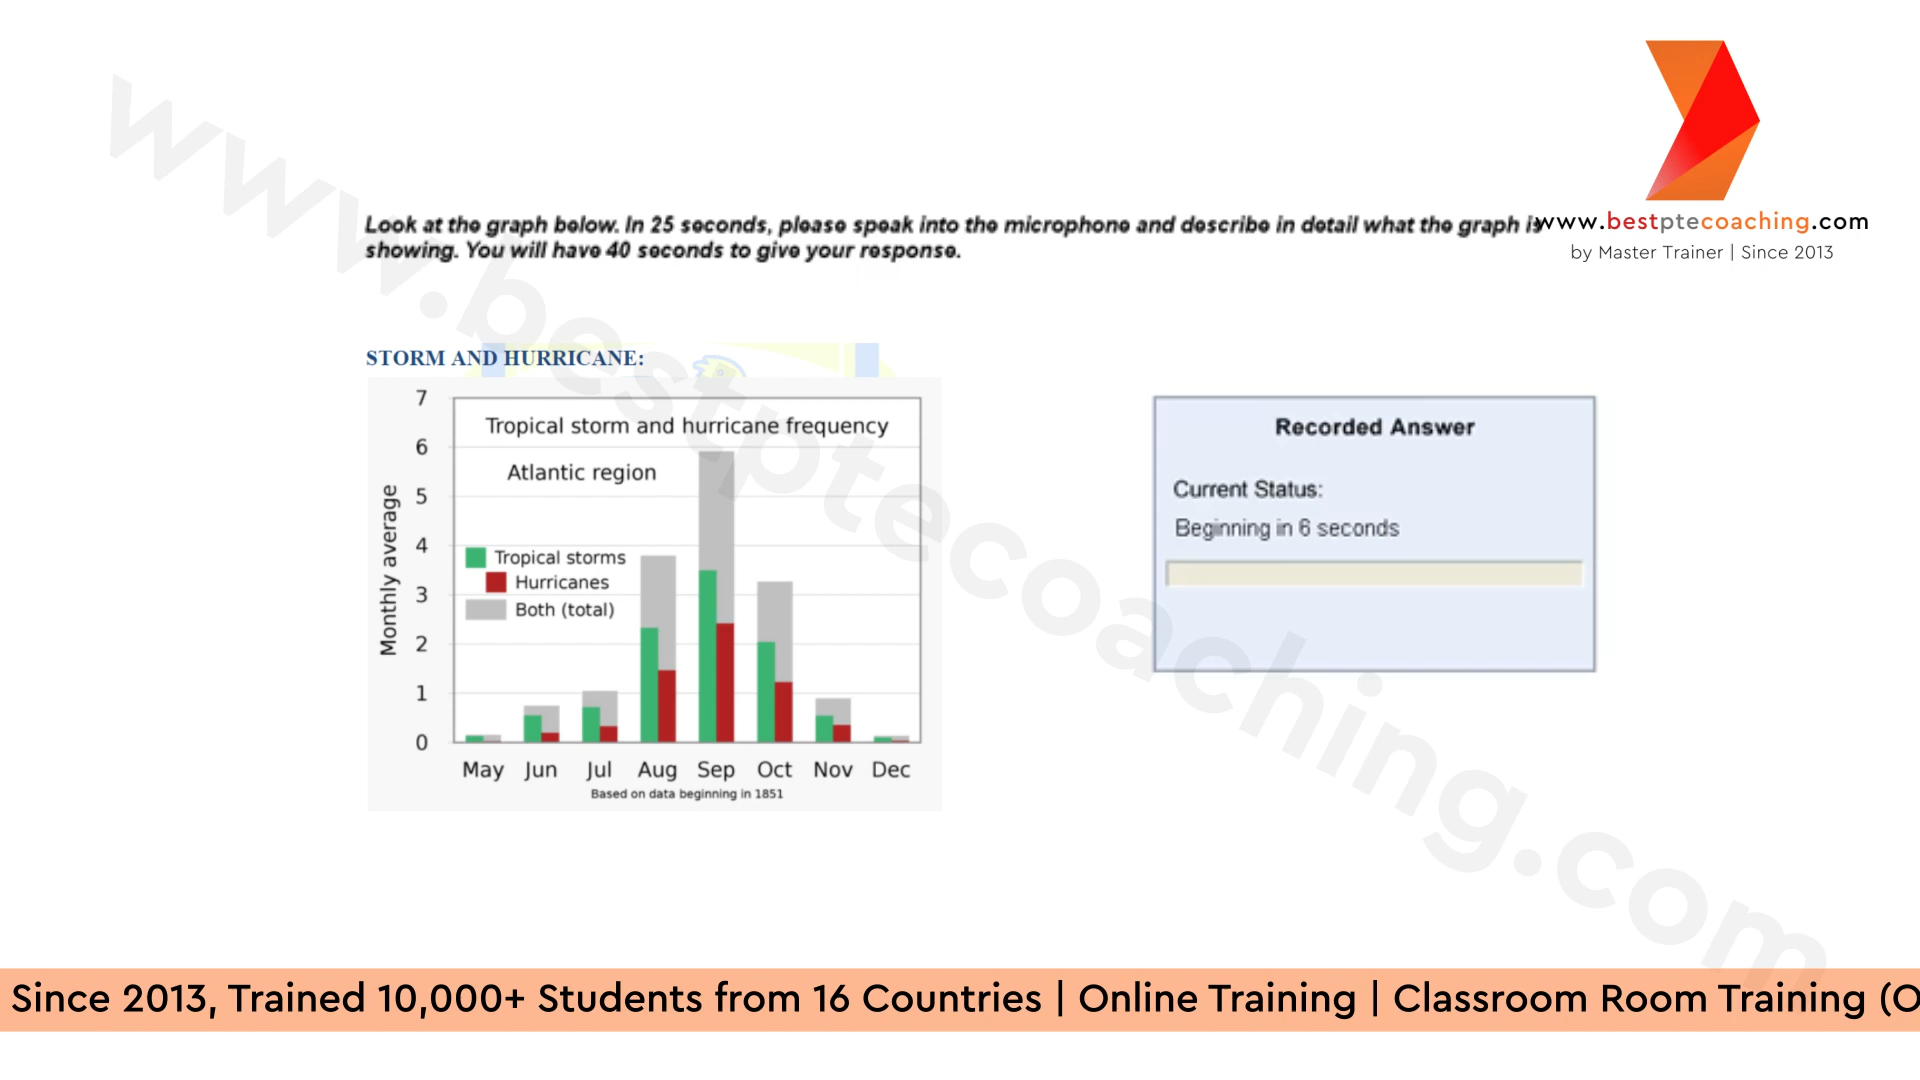 www.bestptecoaching.com
by Master Trainer | Since 2013
Look at the graph below. In 25 seconds, please speak into the microphone and describe in detail what the graph is
showing. You will have 40 seconds to give your response.
STORM AND HURRICANE:
Tropical storm and hurricane frequency
Atlantic region
Monthly average
7
6
5
4
3
2
1
0
Tropical storms
Hurricanes
Both (total)
May Jun Jul Aug Sep Oct Nov Dec
Based on data beginning in 1851
Recorded Answer
Current Status:
Beginning in 6 seconds
www.bestptecoaching.com
Since 2013, Trained 10,000+ Students from 16 Countries | Online Training | Classroom Room Training (O